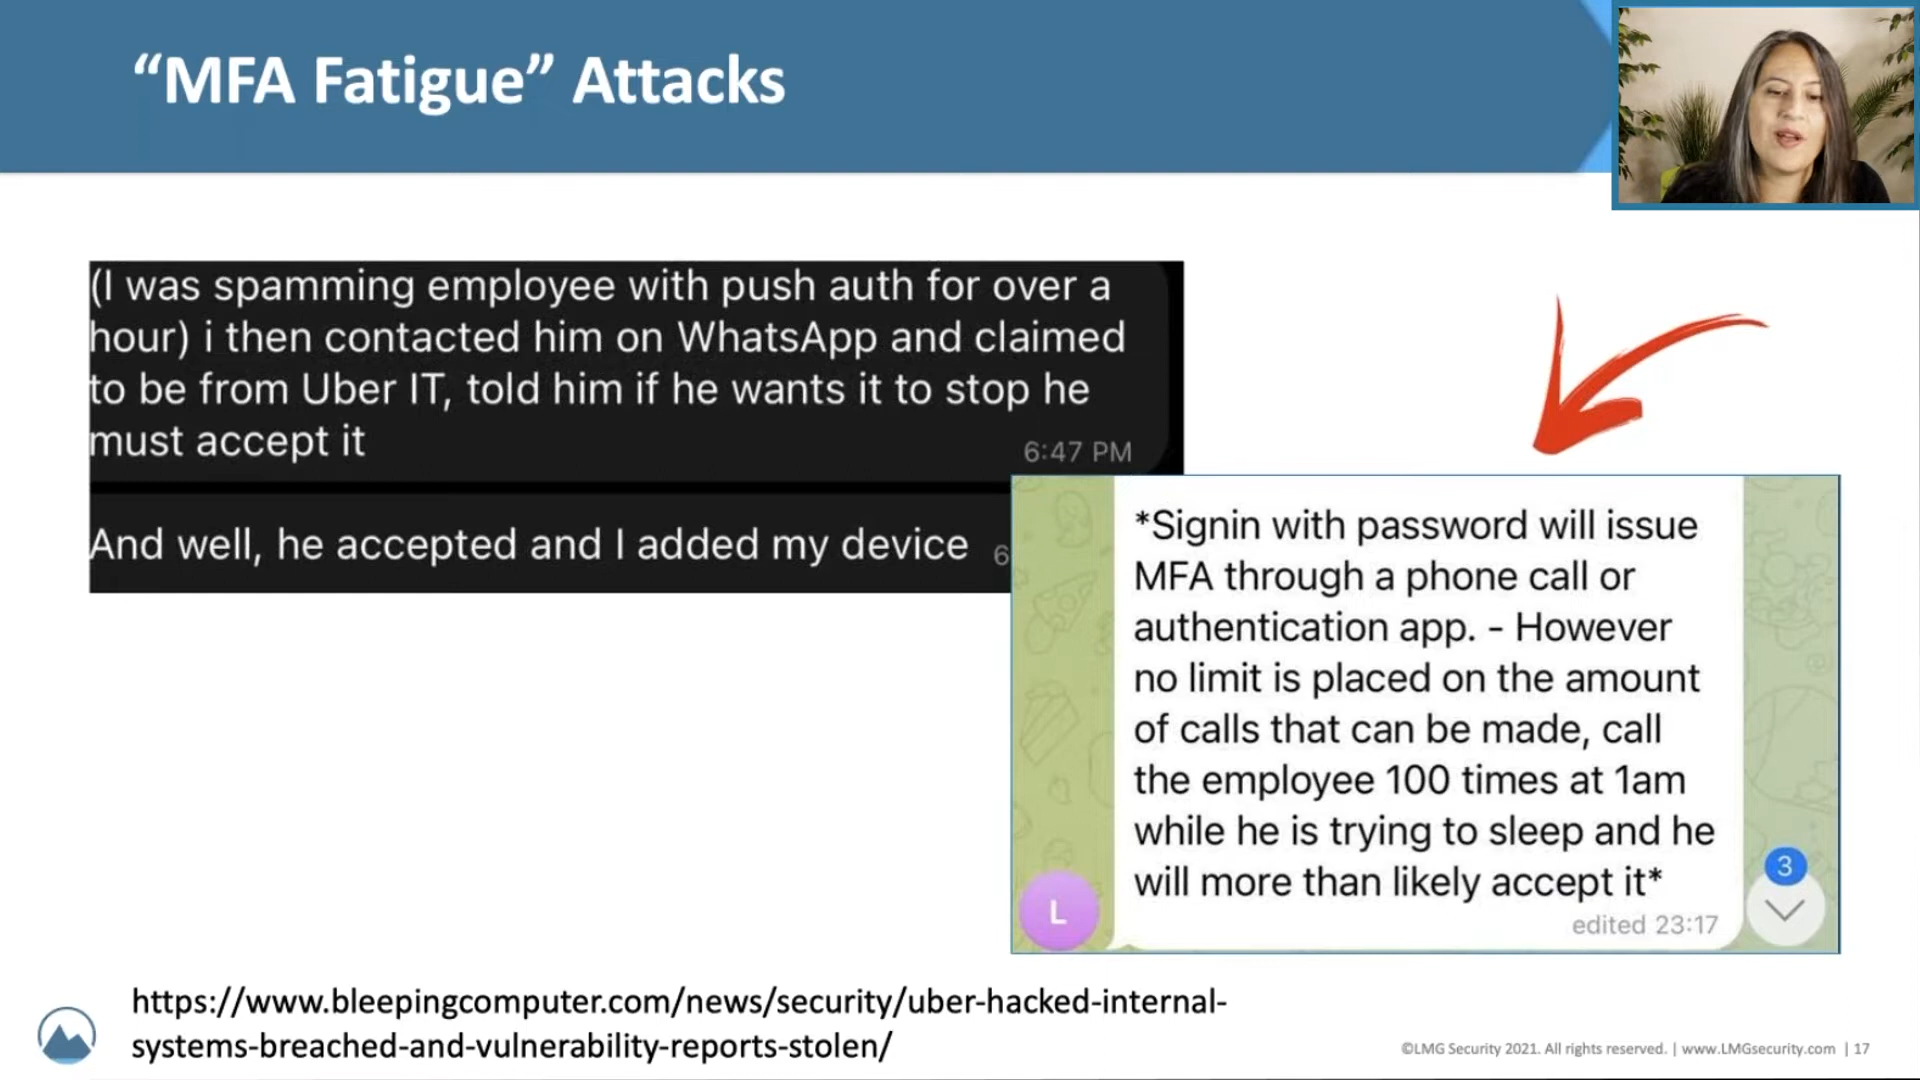 “MFA Fatigue” Attacks
(I was spamming employee with push auth for over a
hour) i then contacted him on WhatsApp and claimed
to be from Uber IT, told him if he wants it to stop he
must accept it
6:47 PM
And well, he accepted and I added my device 6
*Signin with password will issue
MFA through a phone call or
authentication app. - However
no limit is placed on the amount
of calls that can be made, call
the employee 100 times at 1am
while he is trying to sleep and he
will more than likely accept it*
3
L
edited 23:17
https://www.bleepingcomputer.com/news/security/uber-hacked-internal-
systems-breached-and-vulnerability-reports-stolen/
©LMG Security 2021. All rights reserved. | www.LMGsecurity.com | 17